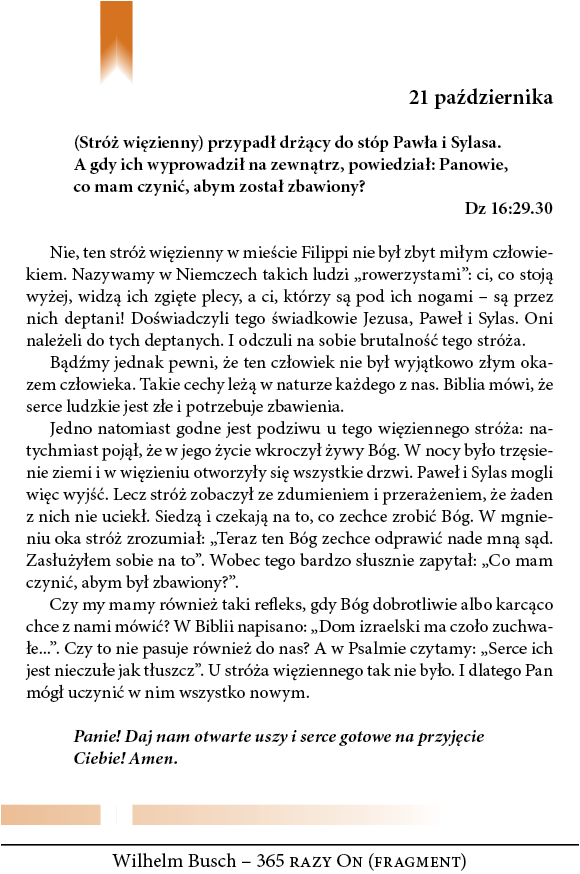 21 października
(Stróż więzienny) przypadł drżący do stóp Pawła i Sylasa.
A gdy ich wyprowadził na zewnątrz, powiedział: Panowie,
co mam czynić, abym został zbawiony?
Dz 16:29.30
Nie, ten stróż więzienny w mieście Filippi nie był zbyt miłym człowie-
kiem. Nazywamy w Niemczech takich ludzi „rowerzystami”: ci, co stoją
wyżej, widzą ich zgięte plecy, a ci, którzy są pod ich nogami – są przez
nich deptani! Doświadczyli tego świadkowie Jezusa, Paweł i Sylas. Oni
należeli do tych deptanych. I odczuli na sobie brutalność tego stróża.
Bądźmy jednak pewni, że ten człowiek nie był wyjątkowo złym oka-
zem człowieka. Takie cechy leżą w naturze każdego z nas. Biblia mówi, że
serce ludzkie jest złe i potrzebuje zbawienia.
Jedno natomiast godne jest podziwu u tego więziennego stróża: na-
tychmiast pojął, że w jego życie wkroczył żywy Bóg. W nocy było trzęsie-
nie ziemi i w więzieniu otworzyły się wszystkie drzwi. Paweł i Sylas mogli
więc wyjść. Lecz stróż zobaczył ze zdumieniem i przerażeniem, że żaden
z nich nie uciekł. Siedzą i czekają na to, co zechce zrobić Bóg. W mgnie-
niu oka stróż zrozumiał: „Teraz ten Bóg zechce odprawić nade mną sąd.
Zasłużyłem sobie na to”. Wobec tego bardzo słusznie zapytał: „Co mam
czynić, abym był zbawiony?”.
Czy my mamy również taki refleks, gdy Bóg dobrotliwie albo karcąco
chce z nami mówić? W Biblii napisano: „Dom izraelski ma czoło zuchwa-
łe...”. Czy to nie pasuje również do nas? A w Psalmie czytamy: „Serce ich
jest nieczułe jak tłuszcz”. U stróża więziennego tak nie było. I dlatego Pan
mógł uczynić w nim wszystko nowym.
Panie! Daj nam otwarte uszy i serce gotowe na przyjęcie
Ciebie! Amen.
Wilhelm Busch – 365 razy On (fragment)